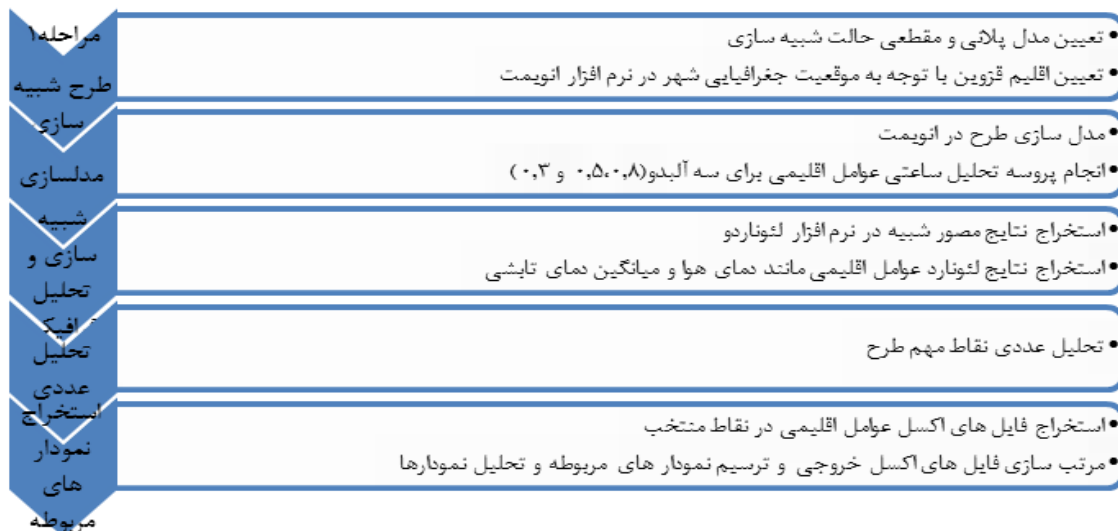 مراحله۱
• تعیین مدل پلانی و مقطعی حالت شبیه سازی
• تعیین اقلیم قزوین با توجه به موقعیت جغرافیایی شهر در نرم افزار انویمت
طرح شبیه
سازی
• مدل سازی طرح در انویمت
• انجام پروسه تحلیل ساعتی عوامل اقلیمی برای سه آلبدو(۰,۵،۰,۸ و ۰,۳)
مدلسازی
شبیه
سازی و
تحلیل
• استخراج نتایج مصور شبیه در نرم افزار لئوناردو
• استخراج نتایج لئونارد عوامل اقلیمی مانند دمای هوا و میانگین دمای تابشی
تحلیل
عددی
• تحلیل عددی نقاط مهم طرح
استخراج
نمودار
های
مربوطه
• استخراج فایل های اکسل عوامل اقلیمی در نقاط منتخب
• مرتب سازی فایل های اکسل خروجی و ترسیم نمودار های مربوطه و تحلیل نمودارها